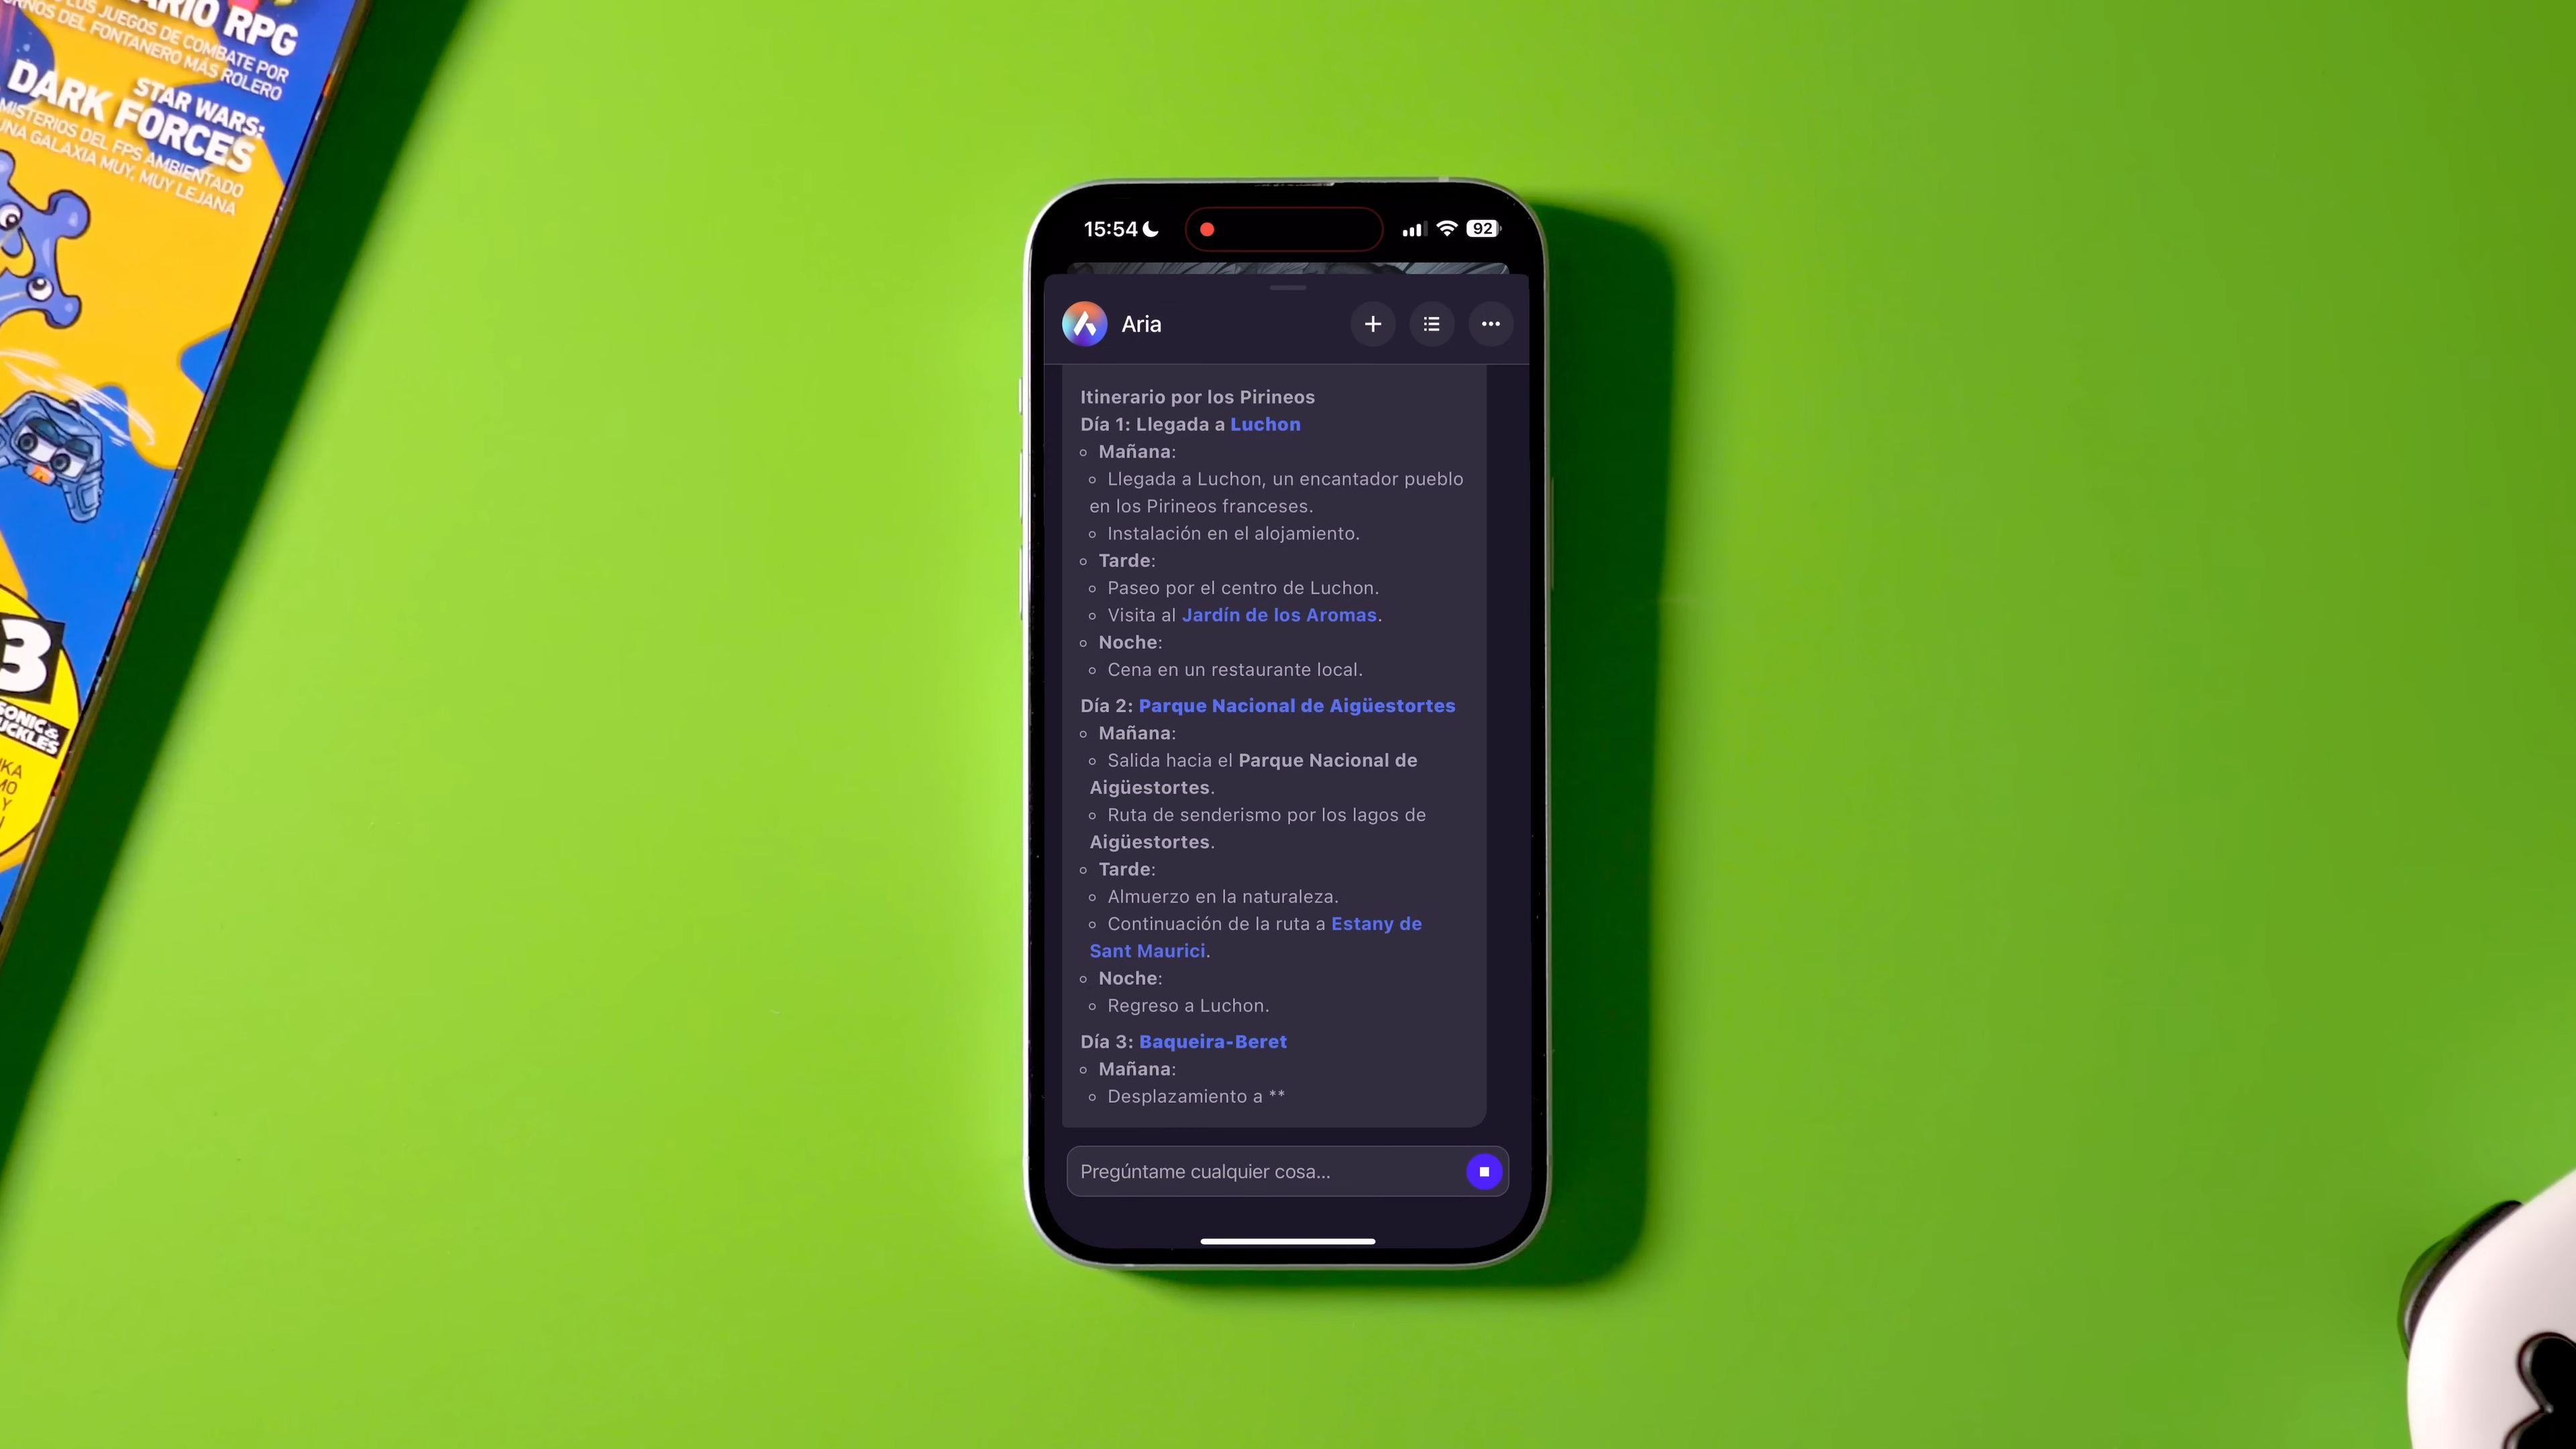 RIO RPG
LOS JUEGOS DE COMBATE POR
RNOS DEL FONTANERO MÁS ROLERO
STAR WARS:
DARK FORCES
MISTERIOS DEL FPS AMBIENTADO
UNA GALAXIA MUY, MUY LEJANA
3
SONIC &
15:54
92
Aria
Itinerario por los Pirineos
Día 1: Llegada a Luchon
Mañana:
Llegada a Luchon, un encantador pueblo
en los Pirineos franceses.
Instalación en el alojamiento.
Tarde:
Paseo por el centro de Luchon.
Visita al Jardín de los Aromas.
Noche:
Cena en un restaurante local.
Día 2: Parque Nacional de Aigüestortes
Mañana:
Salida hacia el Parque Nacional de
Aigüestortes.
Ruta de senderismo por los lagos de
Aigüestortes.
Tarde:
Almuerzo en la naturaleza.
Continuación de la ruta a Estany de
Sant Maurici.
Noche:
Regreso a Luchon.
Día 3: Baqueira-Beret
Mañana:
Desplazamiento a **
Pregúntame cualquier cosa...